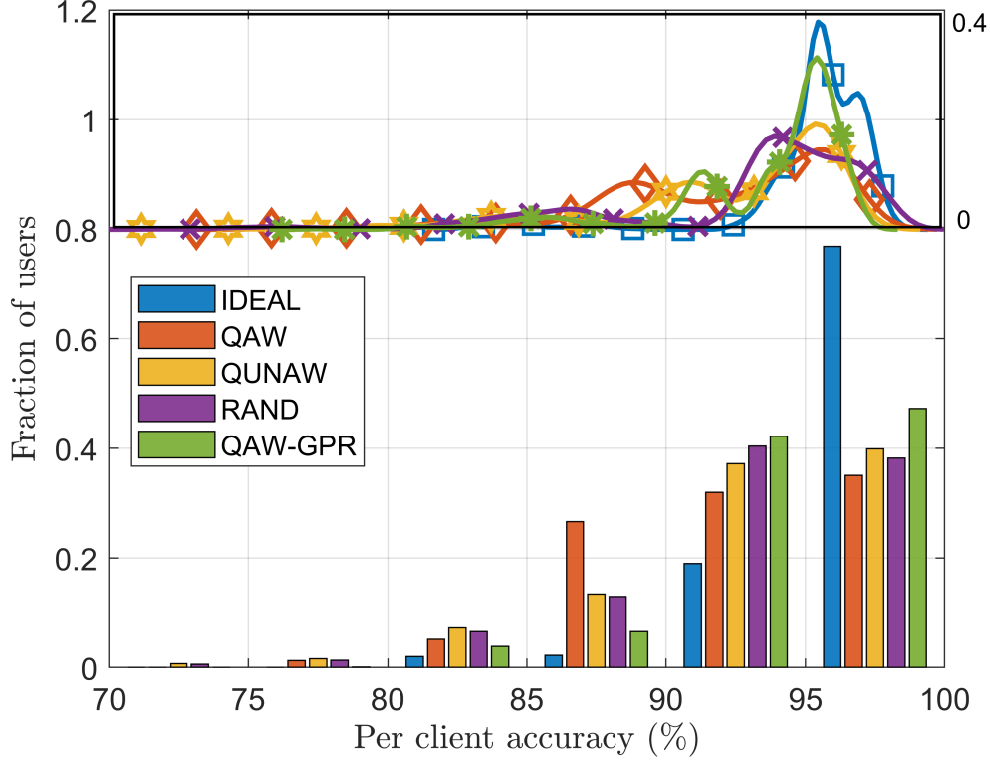 1.2
0.4
1
0.8
0
Fraction of users
IDEAL
QAW
QUNAW
RAND
QAW-GPR
0.6
0.4
0.2
0
70 75 80 85 90 95 100
Per client accuracy (%)